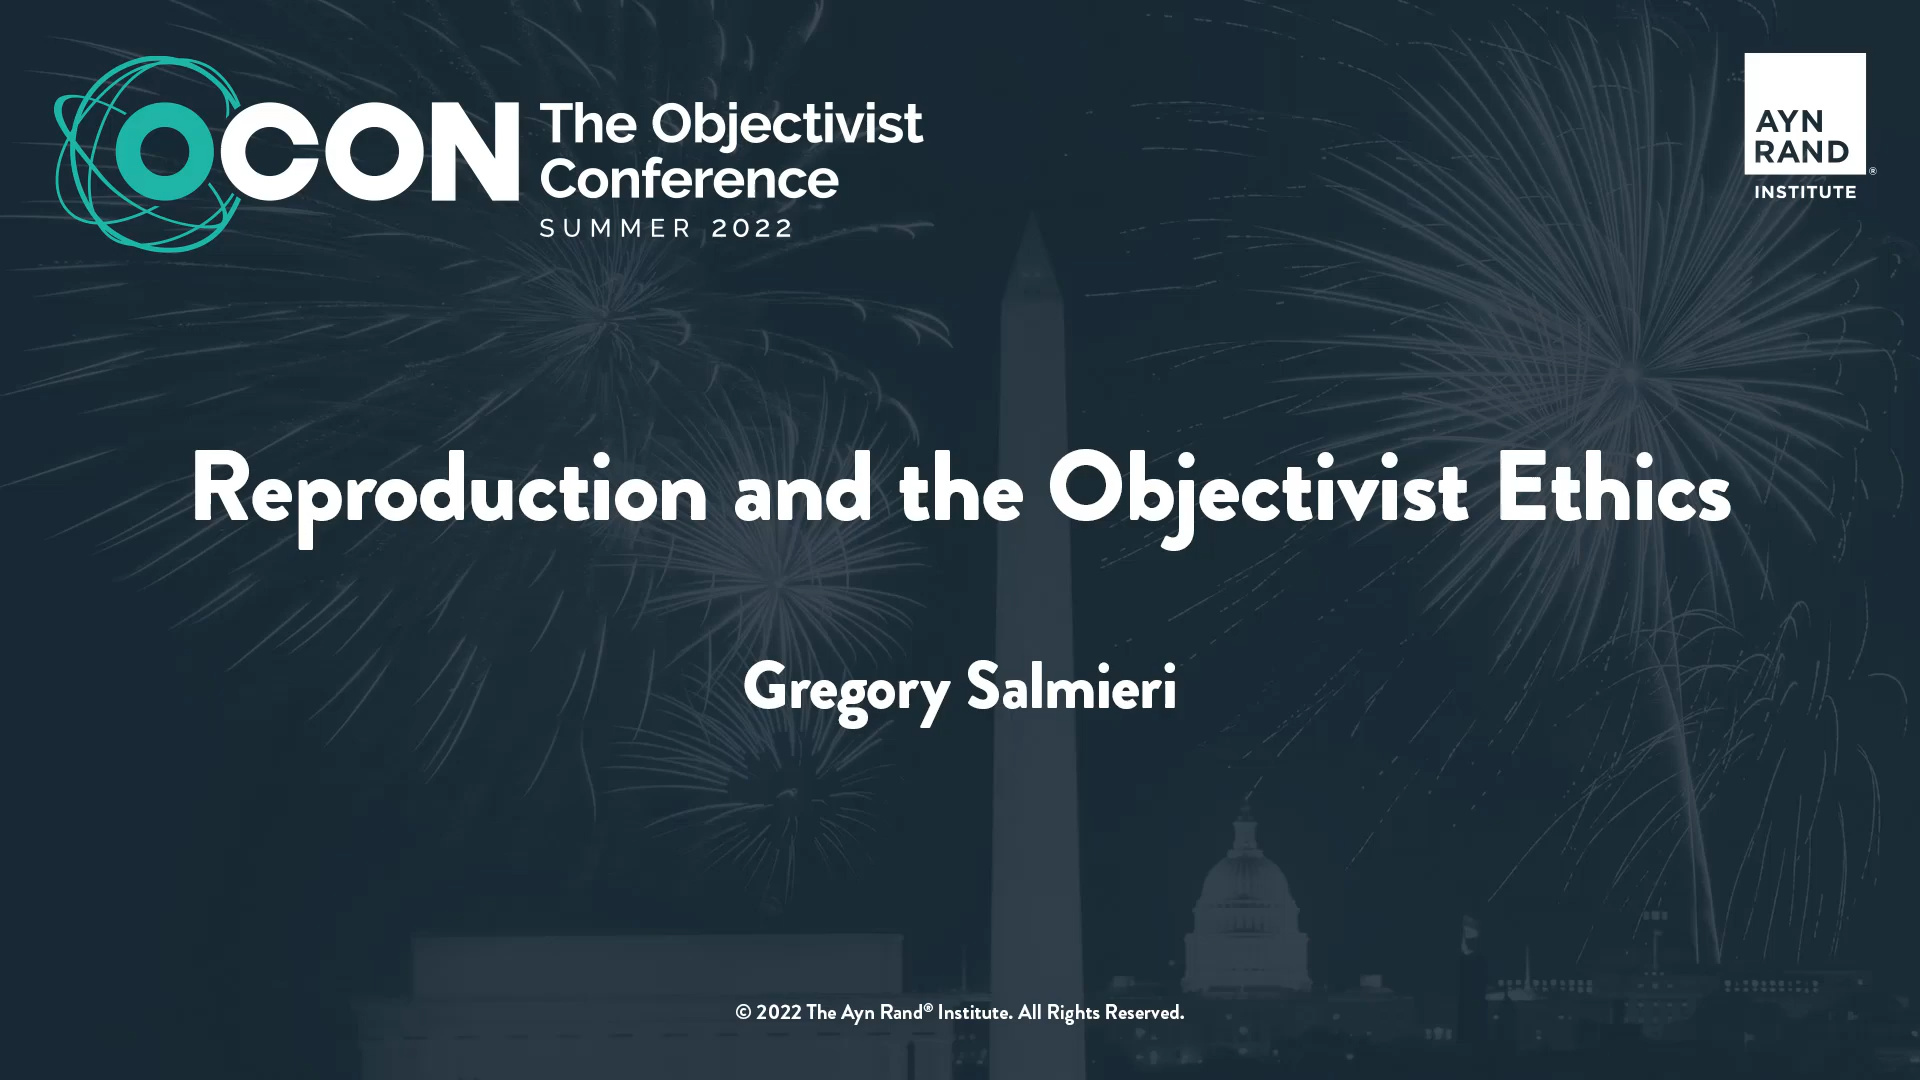 OCON The Objectivist
Conference
SUMMER 2022
AYN
RAND
®
INSTITUTE
Reproduction and the Objectivist Ethics
Gregory Salmieri
© 2022 The Ayn Rand® Institute. All Rights Reserved.